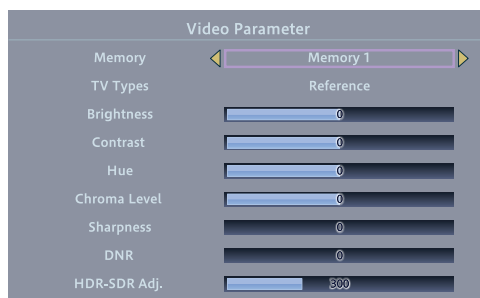 Video Parameter
Memory Memory 1
TV Types Reference
Brightness 0
Contrast 0
Hue 0
Chroma Level 0
Sharpness 0
DNR 0
HDR-SDR Adj. 300